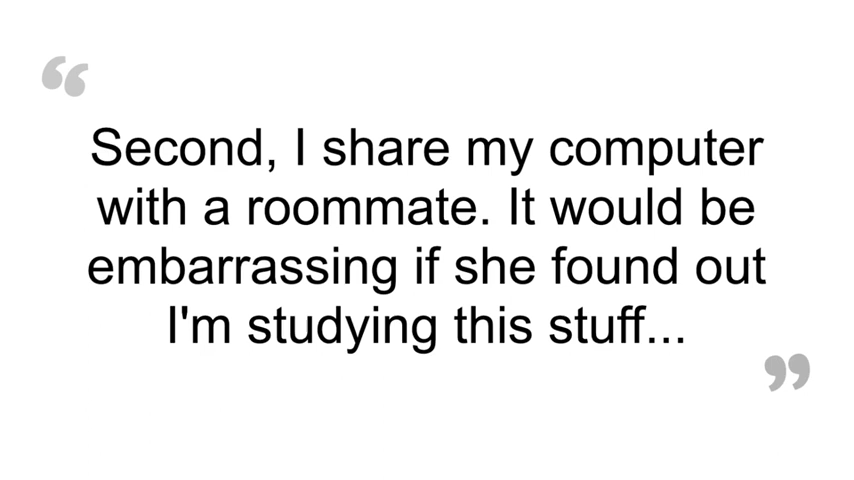 “
Second, I share my computer
with a roommate. It would be
embarrassing if she found out
I'm studying this stuff...
”